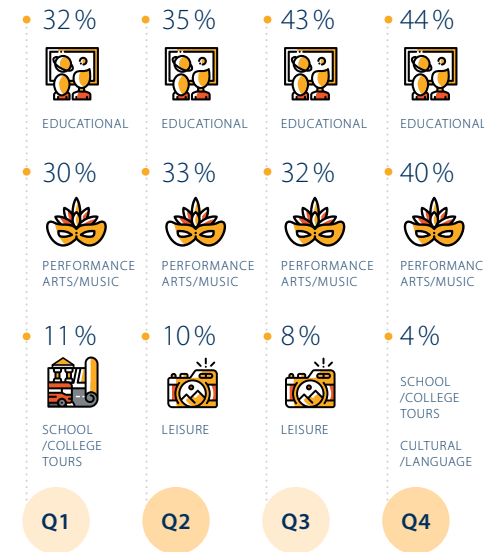 32%
35%
43%
44%
EDUCATIONAL
EDUCATIONAL
EDUCATIONAL
EDUCATIONAL
30%
33%
32%
40%
PERFORMANCE
ARTS/MUSIC
PERFORMANCE
ARTS/MUSIC
PERFORMANCE
ARTS/MUSIC
PERFORMANC
ARTS/MUSIC
11%
10%
8%
4%
SCHOOL
/COLLEGE
TOURS
LEISURE
LEISURE
SCHOOL
/COLLEGE
TOURS
CULTURAL
/LANGUAGE
Q1
Q2
Q3
Q4